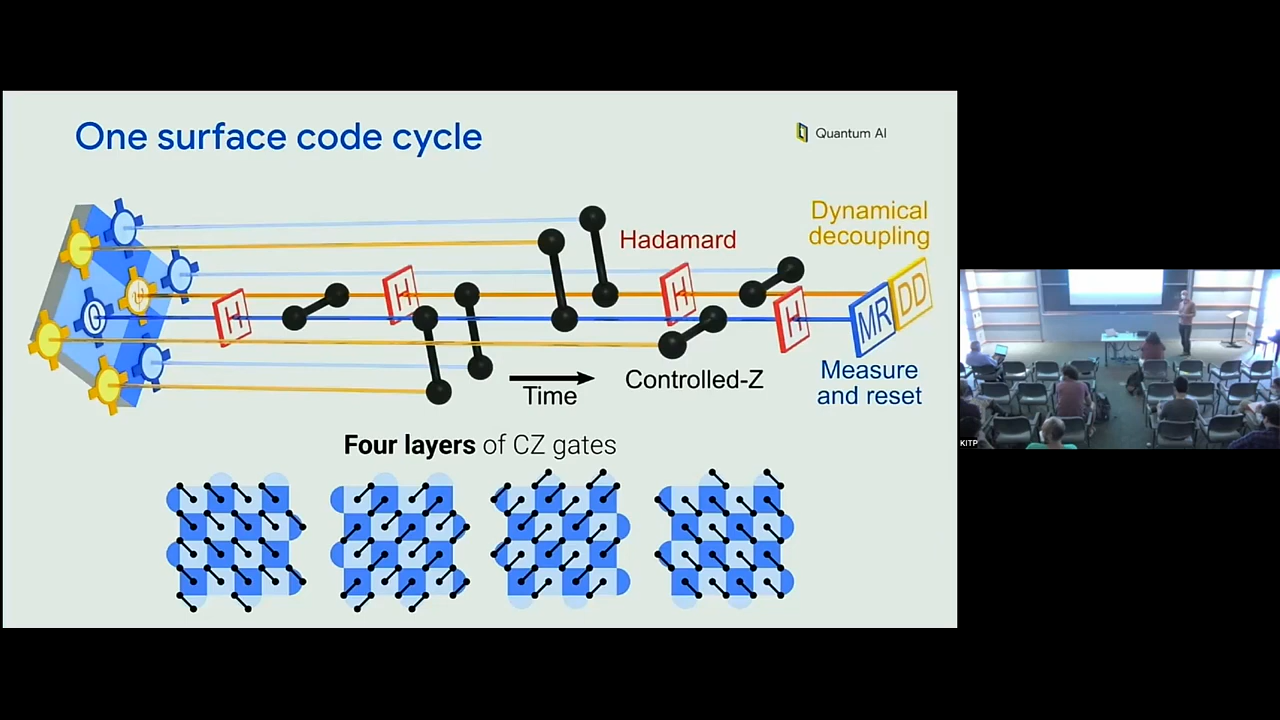 One surface code cycle
Quantum AI
Dynamical
decoupling
Hadamard
H
H
H
H
MR
DD
Time
Controlled-Z
Measure
and reset
Four layers of CZ gates
KITP